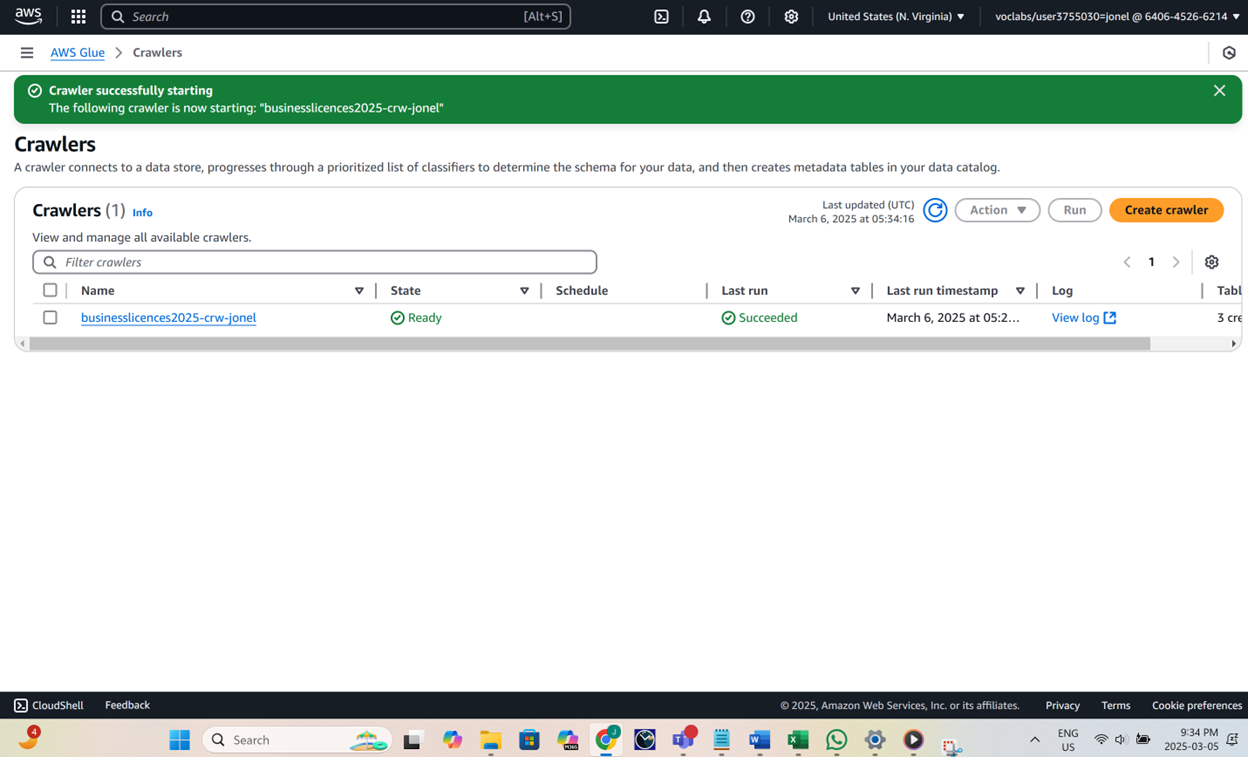 aws
Search [Alt+S]
United States (N. Virginia)
voclabs/user3755030=jonel @ 6406-4526-6214
AWS Glue > Crawlers
Crawler successfully starting
The following crawler is now starting: "businesslicences2025-crw-jonel"
Crawlers
A crawler connects to a data store, progresses through a prioritized list of classifiers to determine the schema for your data, and then creates metadata tables in your data catalog.
Crawlers (1) Info
Last updated (UTC)
March 6, 2025 at 05:34:16
Action
Run
Create crawler
View and manage all available crawlers.
Filter crawlers
1
Name State Schedule Last run Last run timestamp Log Tabl
businesslicences2025-crw-jonel Ready Succeeded March 6, 2025 at 05:2... View log 3 cre
CloudShell Feedback © 2025, Amazon Web Services, Inc. or its affiliates. Privacy Terms Cookie preferences
4
Search
M365
J
T
W
X
ENG
US
9:34 PM
2025-03-05